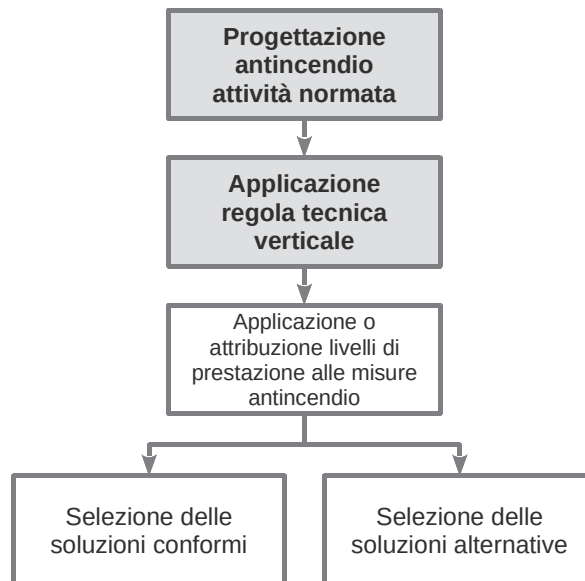 Progettazione
antincendio
attività normata
Applicazione
regola tecnica
verticale
Applicazione o
attribuzione livelli di
prestazione alle misure
antincendio
Selezione delle
soluzioni conformi
Selezione delle
soluzioni alternative